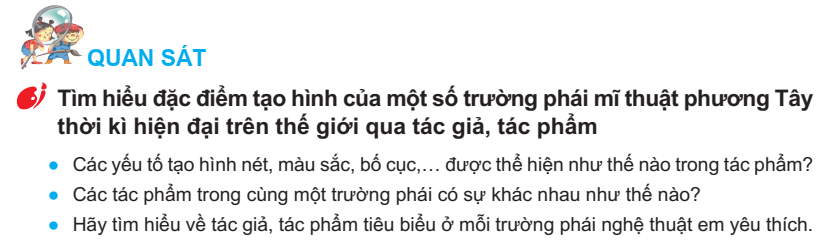 QUAN SÁT
Tìm hiểu đặc điểm tạo hình của một số trường phái mĩ thuật phương Tây
thời kì hiện đại trên thế giới qua tác giả, tác phẩm
• Các yếu tố tạo hình nét, màu sắc, bố cục,… được thể hiện như thế nào trong tác phẩm?
• Các tác phẩm trong cùng một trường phái có sự khác nhau như thế nào?
• Hãy tìm hiểu về tác giả, tác phẩm tiêu biểu ở mỗi trường phái nghệ thuật em yêu thích.